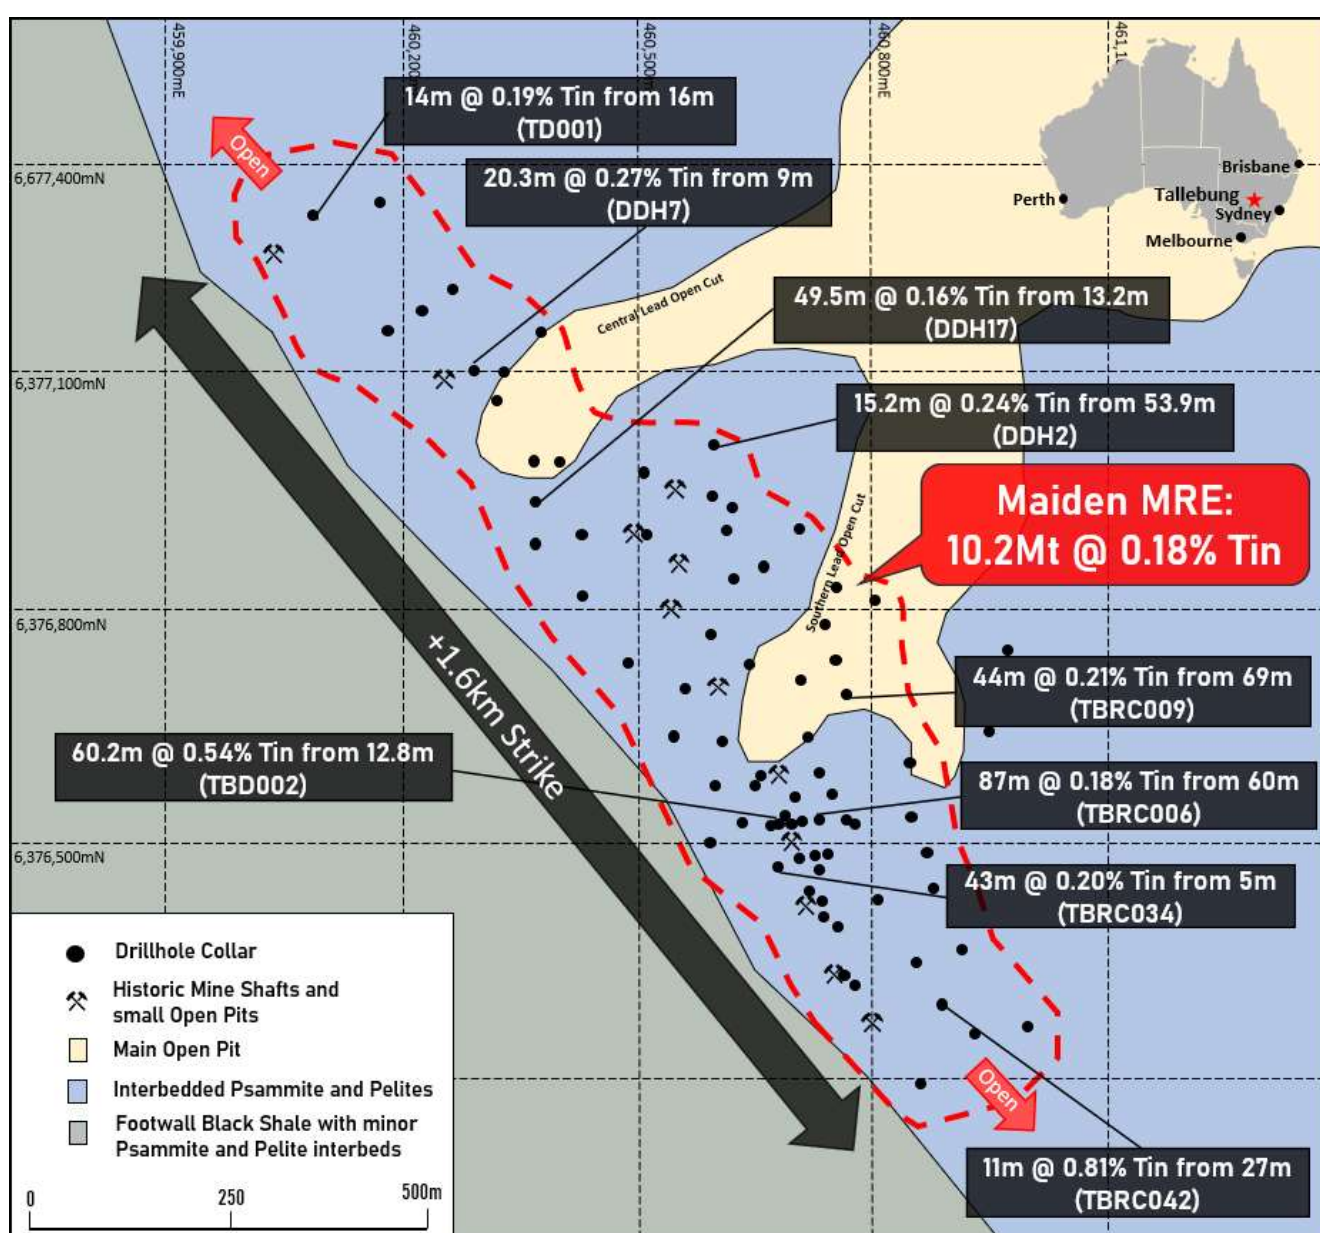 459,900mE
460,200mE
460,500mE
460,800mE
14m @ 0.19% Tin from 16m
(TD001)
Open
6,677,400mN
20.3m @ 0.27% Tin from 9m
(DDH7)
Brisbane
Perth
Tallebung
Sydney
Melbourne
Central Lead Open Cut
49.5m @ 0.16% Tin from 13.2m
(DDH17)
6,377,100mN
15.2m @ 0.24% Tin from 53.9m
(DDH2)
Maiden MRE:
10.2Mt @ 0.18% Tin
Southern Lead Open Cut
6,376,800mN
+1.6km Strike
44m @ 0.21% Tin from 69m
(TBRC009)
60.2m @ 0.54% Tin from 12.8m
(TBD002)
87m @ 0.18% Tin from 60m
(TBRC006)
6,376,500mN
43m @ 0.20% Tin from 5m
(TBRC034)
Drillhole Collar
Historic Mine Shafts and
small Open Pits
Main Open Pit
Interbedded Psammite and Pelites
Footwall Black Shale with minor
Psammite and Pelite interbeds
Open
11m @ 0.81% Tin from 27m
(TBRC042)
0 250 500m